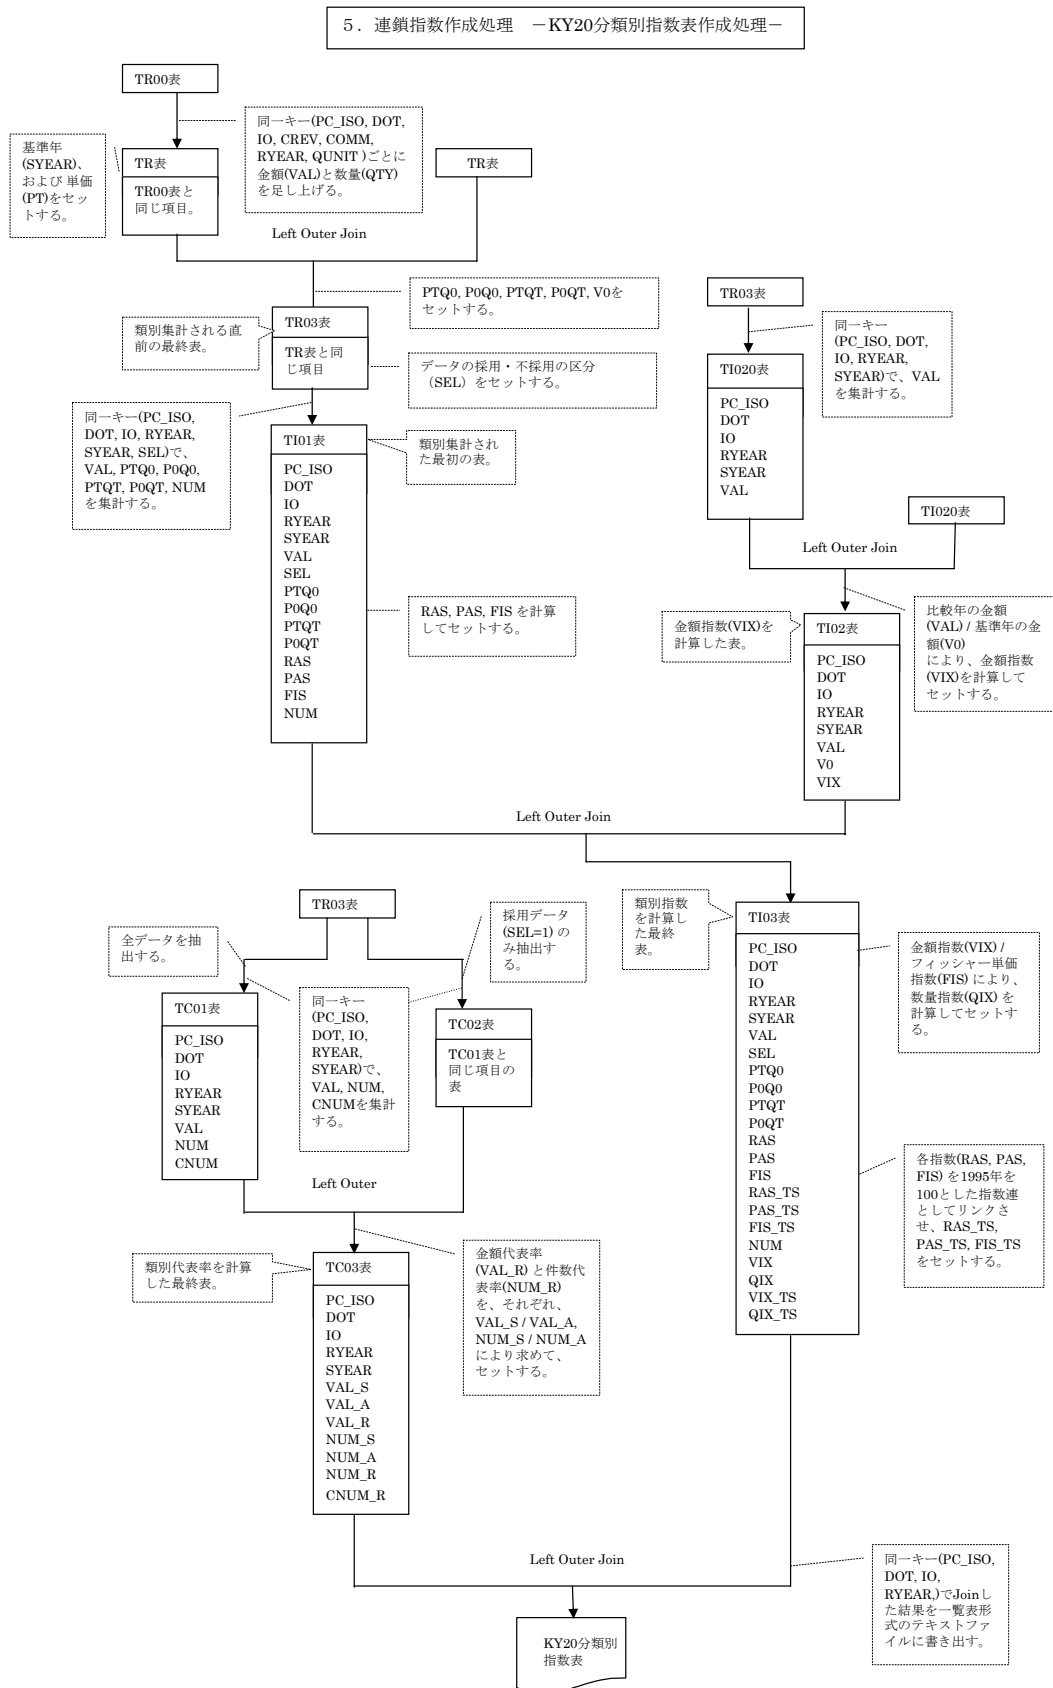 ５．連鎖指数作成処理　－KY20分類別指数表作成処理－
TR00表
同一キー(PC_ISO, DOT,
IO, CREV, COMM,
RYEAR, QUNIT )ごとに
金額(VAL)と数量(QTY)
を足し上げる。
基準年
(SYEAR)、
および 単価
(PT)をセッ
トする。
TR表
TR00表と
同じ項目。
TR表
Left Outer Join
PTQ0, P0Q0, PTQT, P0QT, V0を
セットする。
類別集計される直
前の最終表。
TR03表
TR表と同
じ項目
データの採用・不採用の区分
（SEL）をセットする。
同一キー(PC_ISO,
DOT, IO, RYEAR,
SYEAR, SEL)で、
VAL, PTQ0, P0Q0,
PTQT, P0QT, NUM
を集計する。
TI01表
PC_ISO
DOT
IO
RYEAR
SYEAR
VAL
SEL
PTQ0
P0Q0
PTQT
P0QT
RAS
PAS
FIS
NUM
類別集計され
た最初の表。
RAS, PAS, FIS を計算
してセットする。
TR03表
同一キー
(PC_ISO, DOT,
IO, RYEAR,
SYEAR)で、VAL
を集計する。
TI020表
PC_ISO
DOT
IO
RYEAR
SYEAR
VAL
TI020表
Left Outer Join
金額指数(VIX)を
計算した表。
TI02表
PC_ISO
DOT
IO
RYEAR
SYEAR
VAL
V0
VIX
比較年の金額
(VAL) / 基準年の金
額(V0)
により、金額指数
(VIX)を計算して
セットする。
Left Outer Join
TR03表
全データを抽
出する。
採用データ
(SEL=1) の
み抽出す
る。
TC01表
PC_ISO
DOT
IO
RYEAR
SYEAR
VAL
NUM
CNUM
同一キー
(PC_ISO,
DOT, IO,
RYEAR,
SYEAR)で、
VAL, NUM,
CNUMを集計
する。
TC02表
TC01表と
同じ項目の
表
Left Outer
類別代表率を計算
した最終表。
TC03表
PC_ISO
DOT
IO
RYEAR
SYEAR
VAL_S
VAL_A
VAL_R
NUM_S
NUM_A
NUM_R
CNUM_R
金額代表率
(VAL_R) と件数代
表率(NUM_R)
を、それぞれ、
VAL_S / VAL_A,
NUM_S / NUM_A
により求めて、
セットする。
類別指数
を計算し
た最終
表。
TI03表
PC_ISO
DOT
IO
RYEAR
SYEAR
VAL
SEL
PTQ0
P0Q0
PTQT
P0QT
RAS
PAS
FIS
RAS_TS
PAS_TS
FIS_TS
NUM
VIX
QIX
VIX_TS
QIX_TS
金額指数(VIX) /
フィッシャー単価
指数(FIS) により、
数量指数(QIX) を
計算してセットす
る。
各指数(RAS, PAS,
FIS) を1995年を
100とした指数連
としてリンクさ
せ、RAS_TS,
PAS_TS, FIS_TS
をセットする。
Left Outer Join
同一キー(PC_ISO,
DOT, IO,
RYEAR,)でJoinし
た結果を一覧表形
式のテキストファ
イルに書き出す。
KY20分類別
指数表